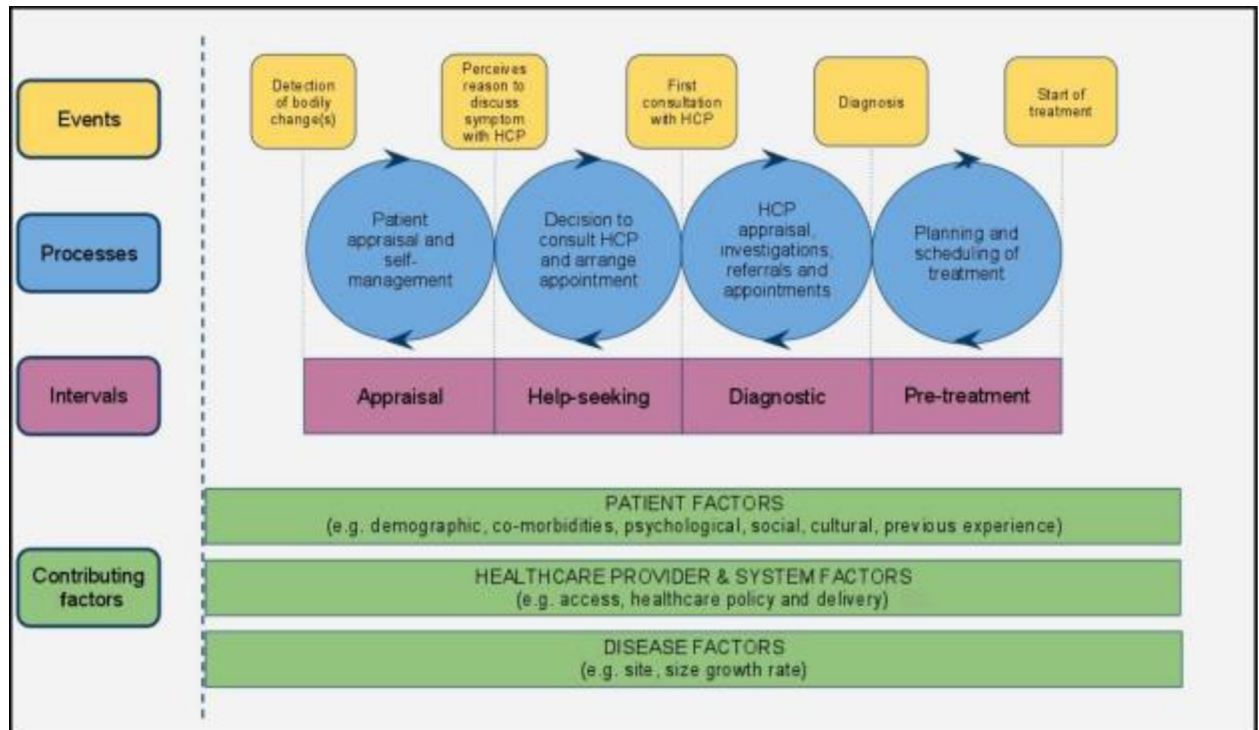 Events
Detection
of bodily
change(s)
Perceives
reason to
discuss
symptom
with HCP
First
consultation
with HCP
Diagnosis
Start of
treatment
Processes
Patient
appraisal and
self-
management
Decision to
consult HCP
and arrange
appointment
HCP
appraisal,
investigations,
referrals and
appointments
Planning and
scheduling of
treatment
Intervals
Appraisal
Help-seeking
Diagnostic
Pre-treatment
Contributing
factors
PATIENT FACTORS
(e.g. demographic, co-morbidities, psychological, social, cultural, previous experience)
HEALTHCARE PROVIDER & SYSTEM FACTORS
(e.g. access, healthcare policy and delivery)
DISEASE FACTORS
(e.g. site, size growth rate)